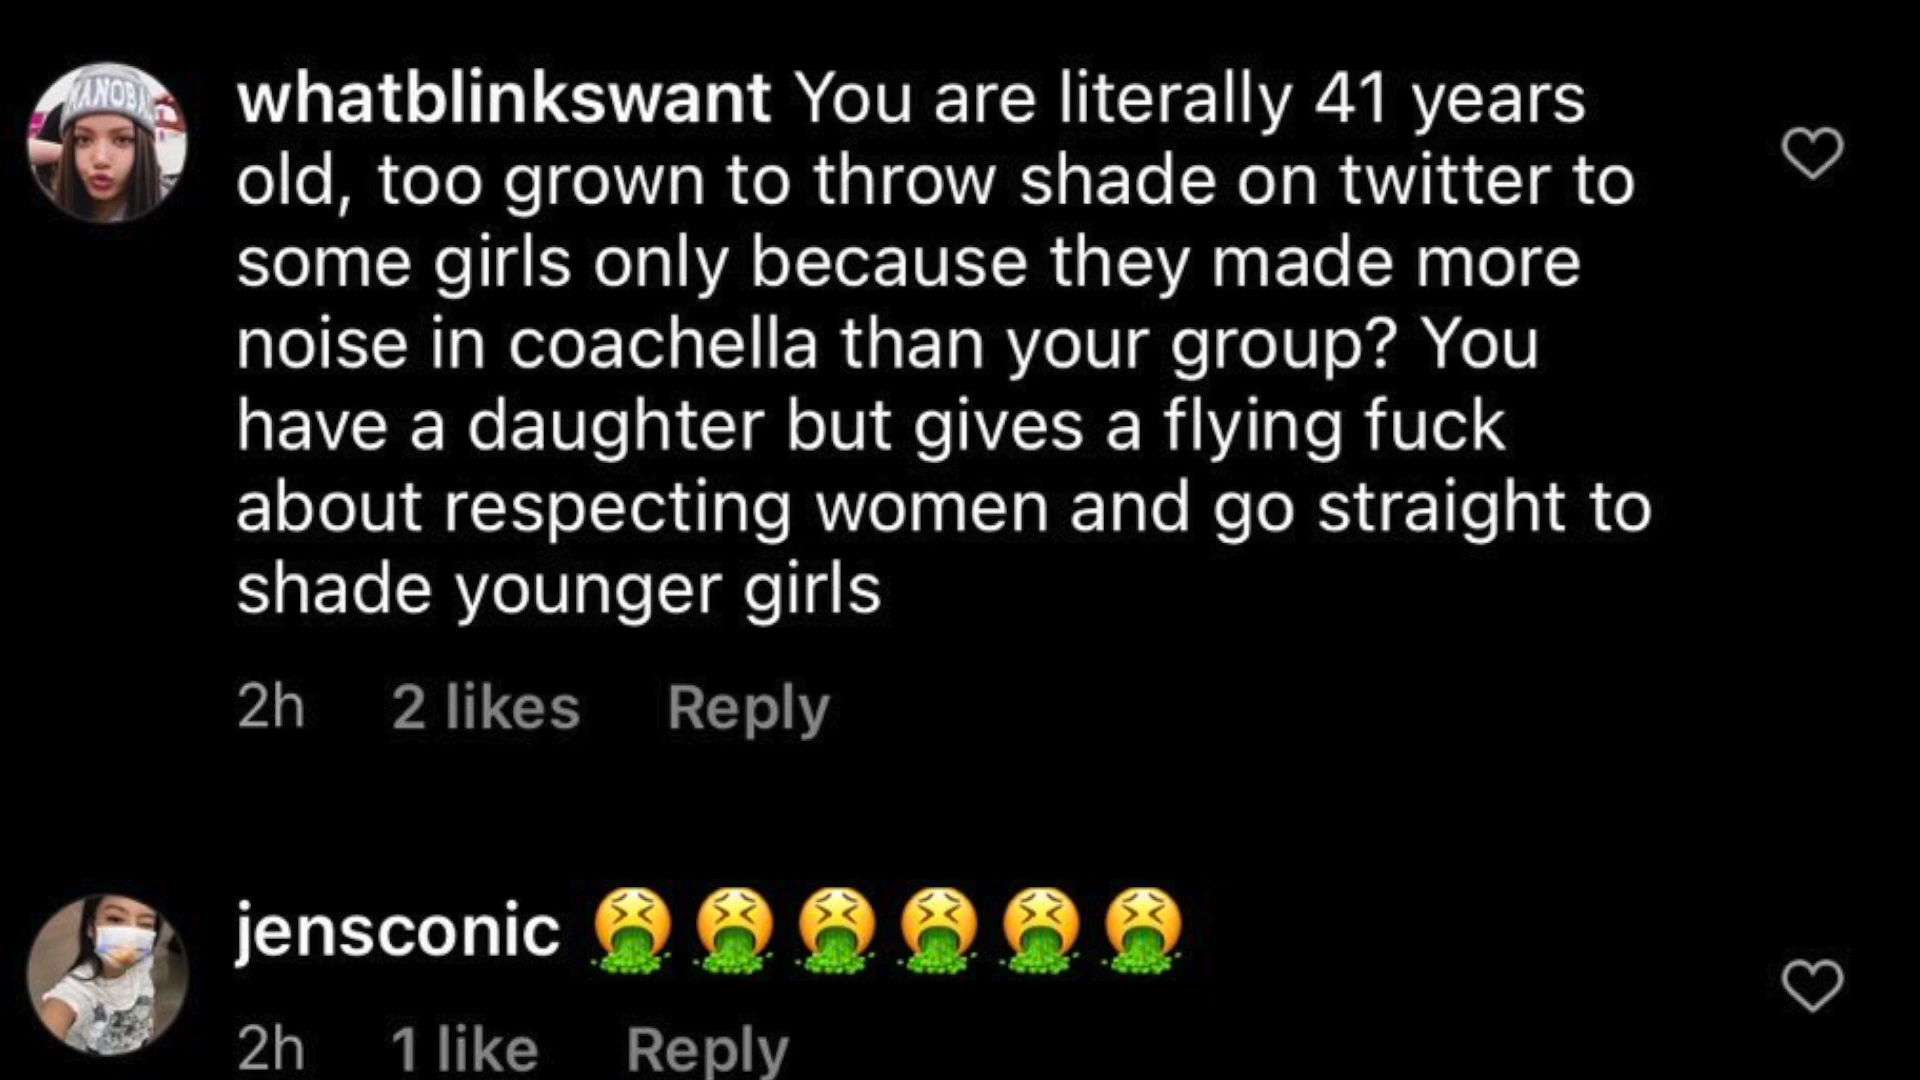 whatblinkswant You are literally 41 years
old, too grown to throw shade on twitter to
some girls only because they made more
noise in coachella than your group? You
have a daughter but gives a flying fuck
about respecting women and go straight to
shade younger girls
2h 2 likes Reply
jensconic 🤮🤮🤮🤮🤮🤮
2h 1 like Reply